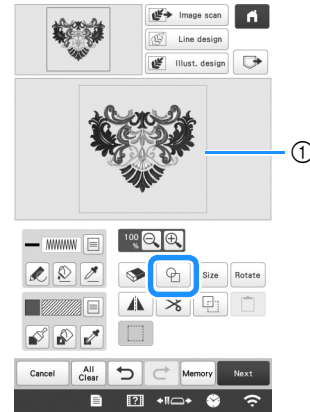 Image scan
Line design
Illust. design
①
100 %
Size
Rotate
Cancel
All Clear
Memory
Next